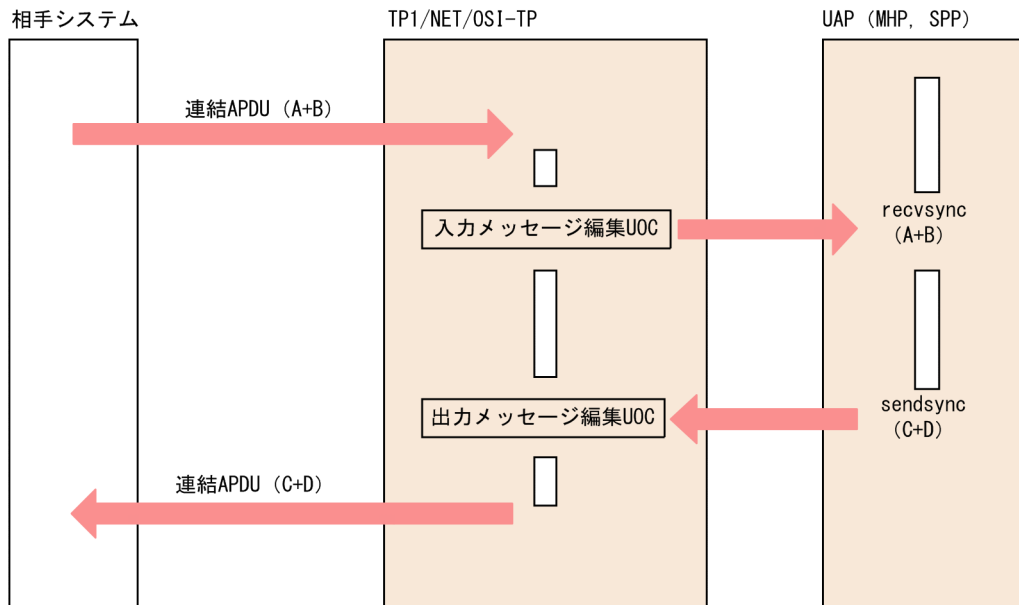 相手システム
TP1/NET/OSI-TP
UAP（MHP，SPP）
連結APDU（A+B）
入力メッセージ編集UOC
recvsync
（A+B）
出力メッセージ編集UOC
sendsync
（C+D）
連結APDU（C+D）